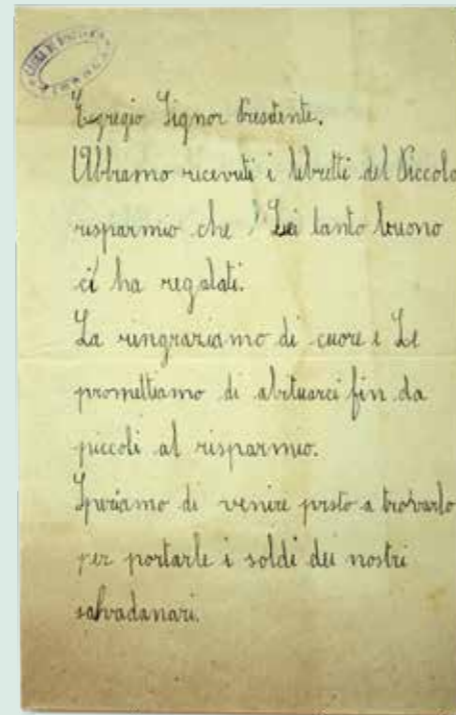 CASSA DI
Egregio Signor Presidente.
Abbiamo ricevuti i libretti del Piccolo
risparmio che Lei tanto buono
ci ha regalati.
La ringraziamo di cuore e Le
promettiamo di abituarci fin da
piccoli al risparmio.
Speriamo di venire presto a trovarlo
per portarle i soldi dei nostri
salvadanari.